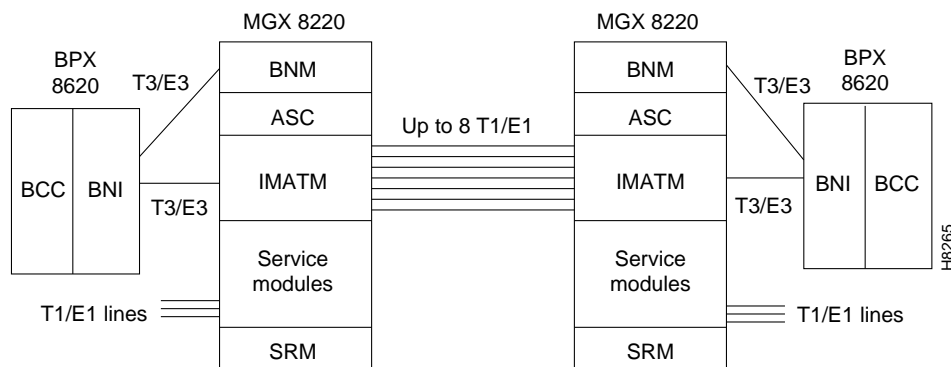 MGX 8220
MGX 8220
BPX
8620
BPX
8620
T3/E3
BNM
BNM
T3/E3
ASC
Up to 8 T1/E1
ASC
BCC
BNI
IMATM
IMATM
BNI
BCC
T3/E3
T3/E3
Service
modules
Service
modules
T1/E1 lines
T1/E1 lines
SRM
SRM
H8265